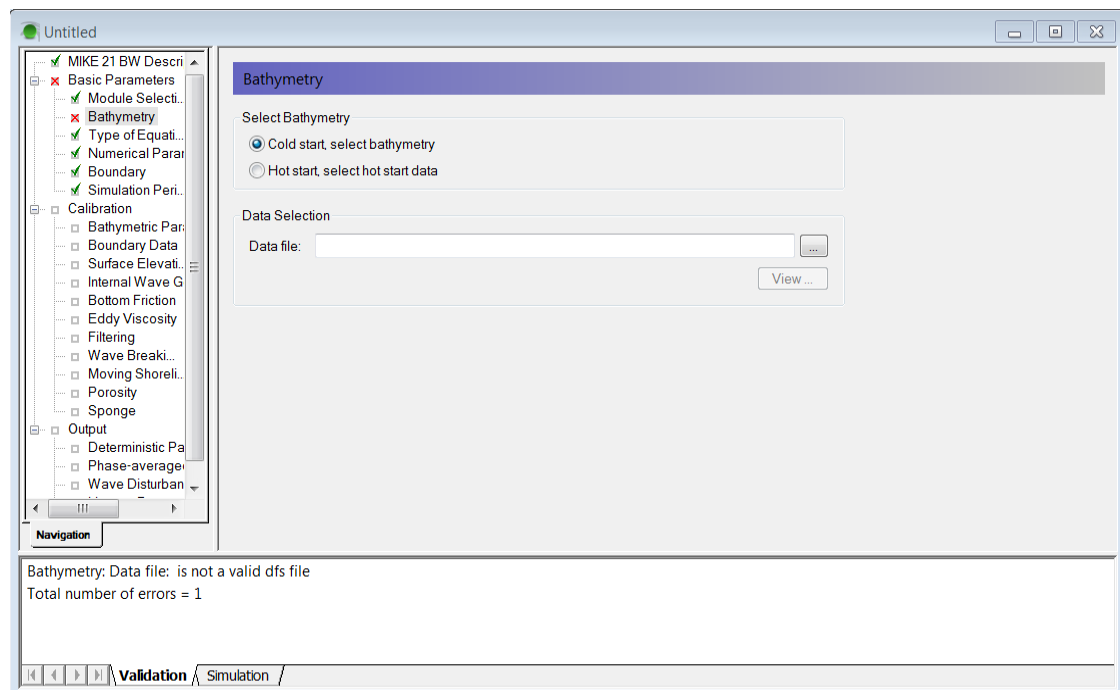 Untitled
MIKE 21 BW Descri
Basic Parameters
Module Selecti...
Bathymetry
Type of Equati...
Numerical Parar
Boundary
Simulation Peri...
Calibration
Bathymetric Par
Boundary Data
Surface Elevati...
Internal Wave G
Bottom Friction
Eddy Viscosity
Filtering
Wave Breaki...
Moving Shoreli...
Porosity
Sponge
Output
Deterministic Pa
Phase-average
Wave Disturban
Navigation
Bathymetry
Select Bathymetry
Cold start, select bathymetry
Hot start, select hot start data
Data Selection
Data file:
...
View ...
Bathymetry: Data file:  is not a valid dfs file
Total number of errors = 1
Validation
Simulation